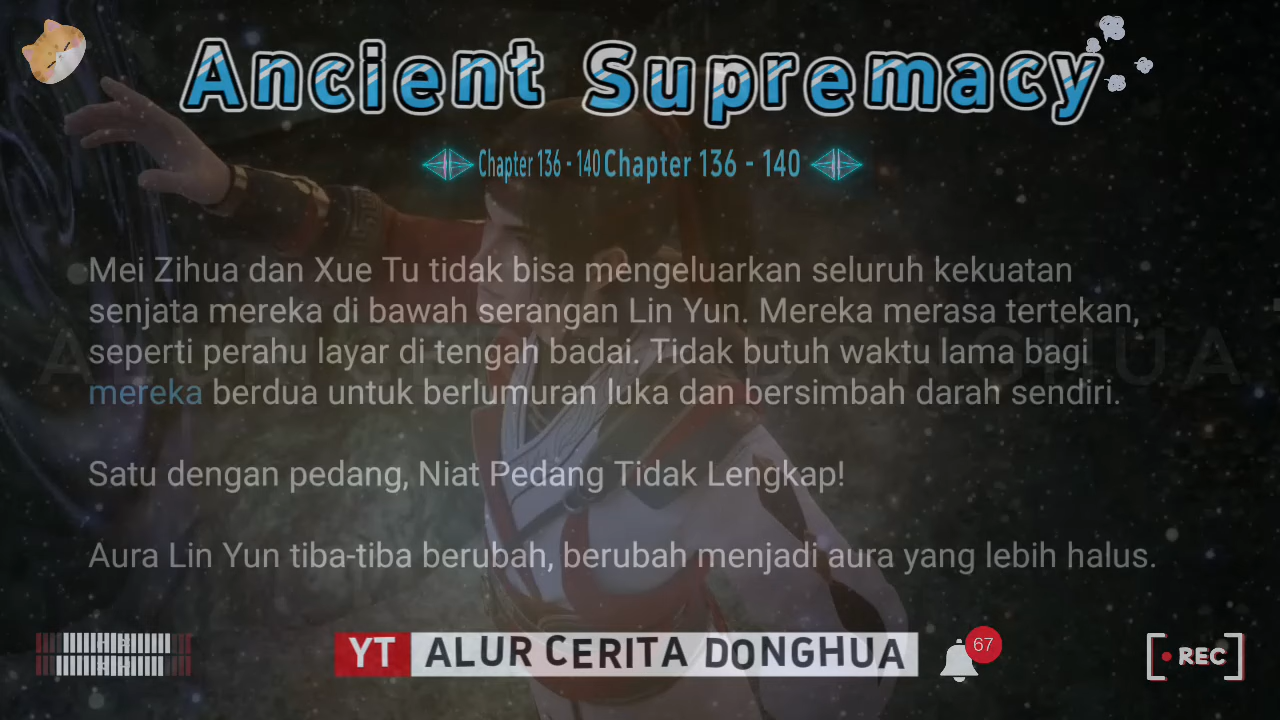 Ancient Supremacy
Chapter 136 - 140 Chapter 136 - 140
Mei Zihua dan Xue Tu tidak bisa mengeluarkan seluruh kekuatan
senjata mereka di bawah serangan Lin Yun. Mereka merasa tertekan,
seperti perahu layar di tengah badai. Tidak butuh waktu lama bagi
mereka berdua untuk berlumuran luka dan bersimbah darah sendiri.
Satu dengan pedang, Niat Pedang Tidak Lengkap!
Aura Lin Yun tiba-tiba berubah, berubah menjadi aura yang lebih halus.
YT ALUR CERITA DONGHUA
67
REC